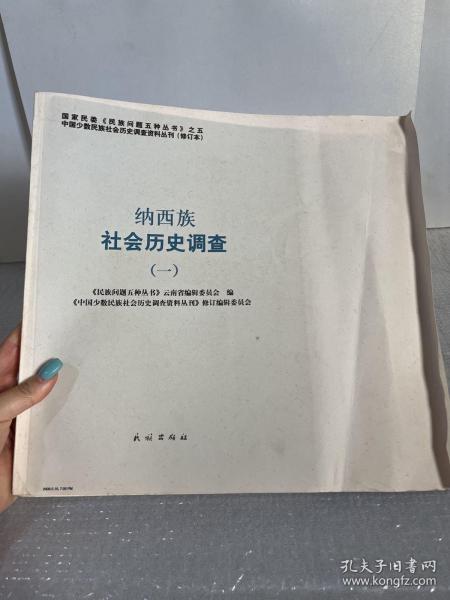 国家民委《民族问题五种丛书》之五
中国少数民族社会历史调查资料丛刊（修订本）
纳西族
社会历史调查
（一）
《民族问题五种丛书》云南省编辑委员会 编
《中国少数民族社会历史调查资料丛刊》修订编辑委员会
民族出版社
孔夫子旧书网
www.kongfz.com